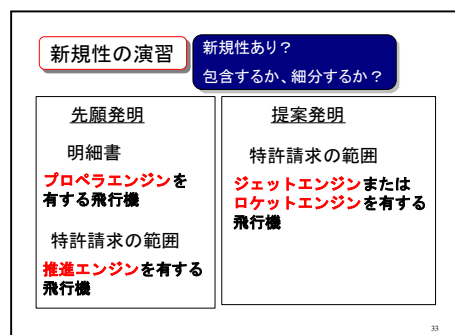 新規性の演習
新規性あり？
包含するか、細分するか？
先願発明
明細書
プロペラエンジンを
有する飛行機
特許請求の範囲
推進エンジンを有する
飛行機
提案発明
特許請求の範囲
ジェットエンジンまたは
ロケットエンジンを有する
飛行機
33